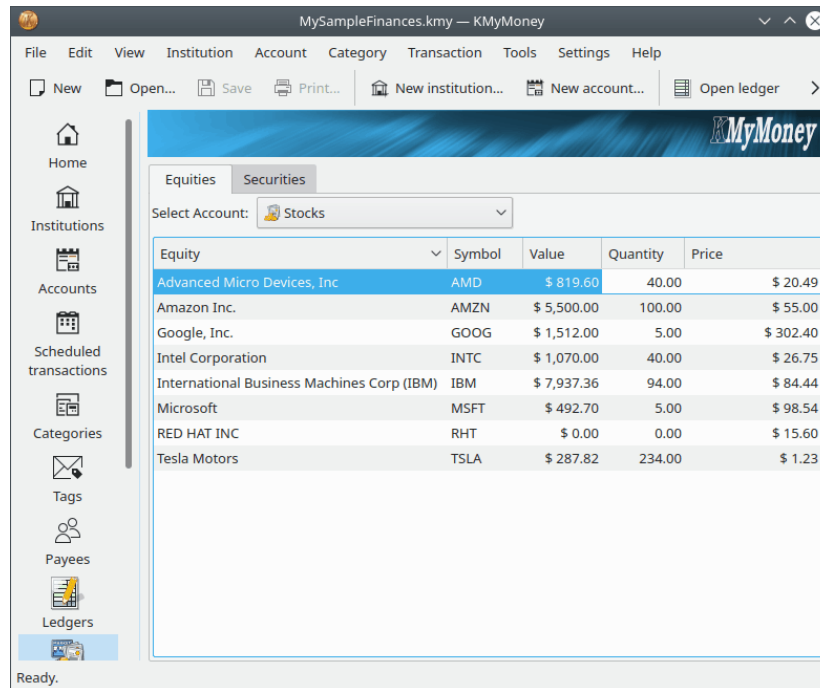 MySampleFinances.kmy — KMyMoney
File Edit View Institution Account Category Transaction Tools Settings Help
New Open... Save Print... New institution... New account... Open ledger
KMyMoney
Home
Institutions
Accounts
Scheduled
transactions
Categories
Tags
Payees
Ledgers
Equities Securities
Select Account: Stocks
Equity Symbol Value Quantity Price
Advanced Micro Devices, Inc AMD $ 819.60 40.00 $ 20.49
Amazon Inc. AMZN $ 5,500.00 100.00 $ 55.00
Google, Inc. GOOG $ 1,512.00 5.00 $ 302.40
Intel Corporation INTC $ 1,070.00 40.00 $ 26.75
International Business Machines Corp (IBM) IBM $ 7,937.36 94.00 $ 84.44
Microsoft MSFT $ 492.70 5.00 $ 98.54
RED HAT INC RHT $ 0.00 0.00 $ 15.60
Tesla Motors TSLA $ 287.82 234.00 $ 1.23
Ready.